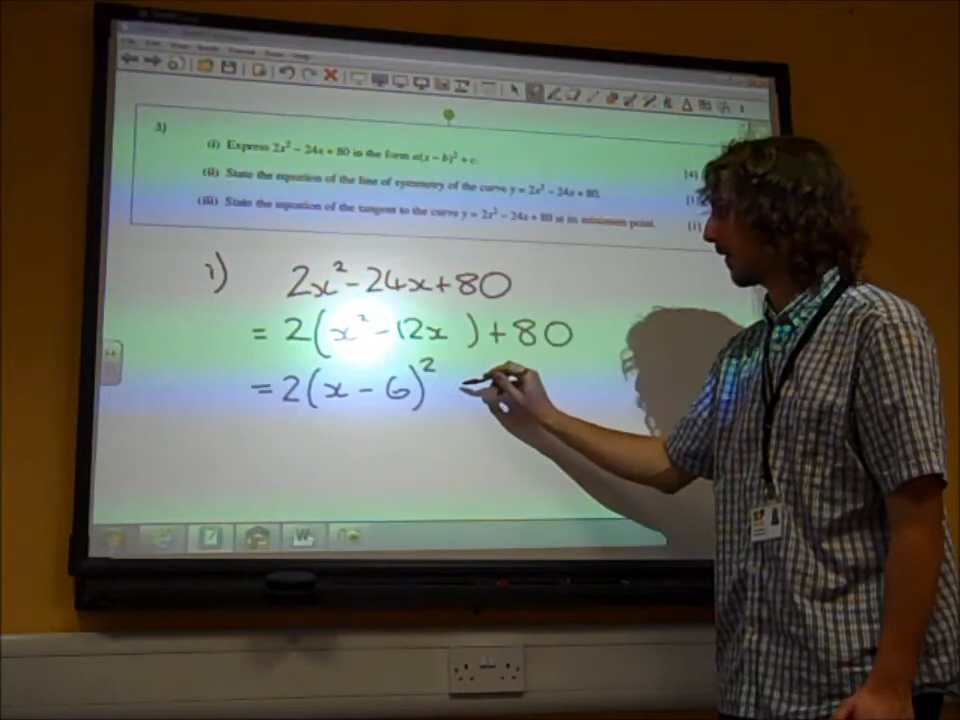 3)
(i) Express 2x² − 24x + 80 in the form a(x − b)² + c.
[4]
(ii) State the equation of the line of symmetry of the curve y = 2x² − 24x + 80.
[1]
(iii) State the equation of the tangent to the curve y = 2x² − 24x + 80 at its minimum point.
[1]
i) 2x² - 24x + 80
= 2(x² - 12x ) + 80
= 2(x - 6)²
W